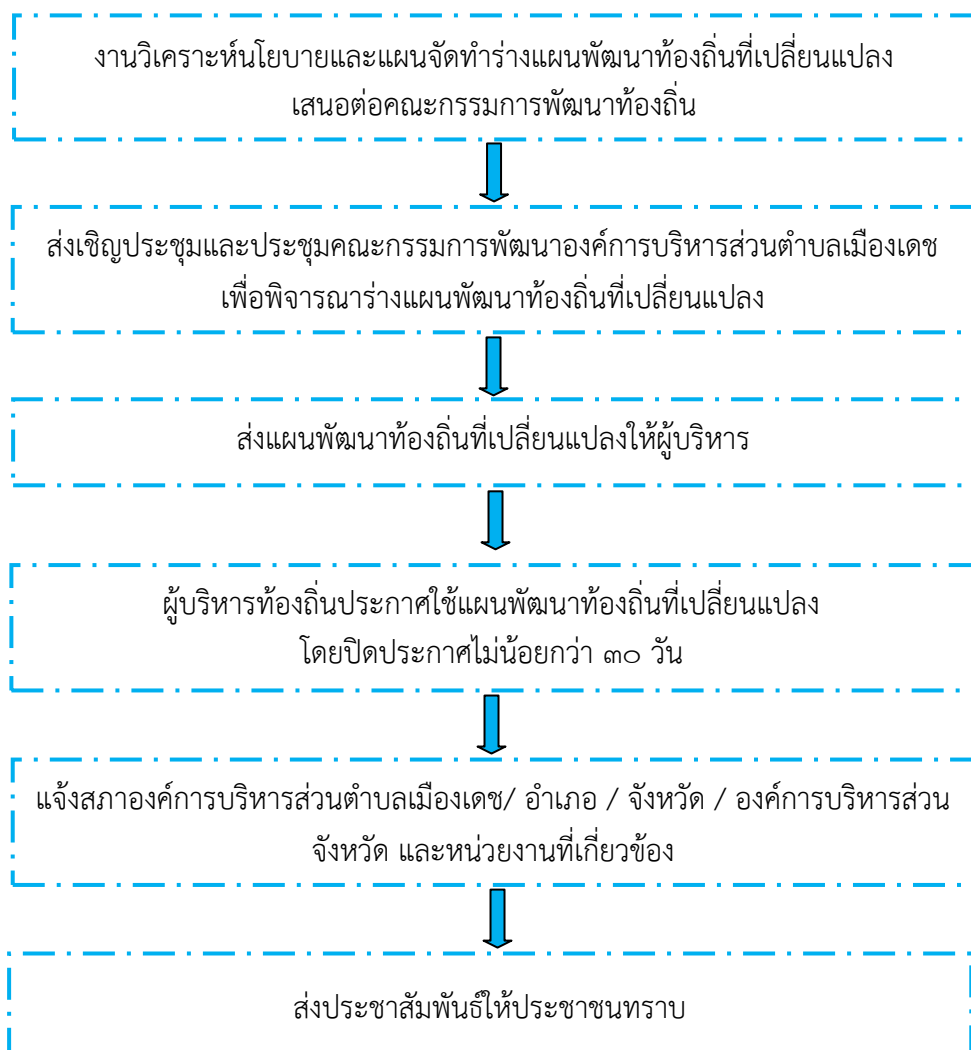 งานวิเคราะห์นโยบายและแผนจัดทำร่างแผนพัฒนาท้องถิ่นที่เปลี่ยนแปลง
เสนอต่อคณะกรรมการพัฒนาท้องถิ่น
ส่งเชิญประชุมและประชุมคณะกรรมการพัฒนาองค์การบริหารส่วนตำบลเมืองเดช
เพื่อพิจารณาร่างแผนพัฒนาท้องถิ่นที่เปลี่ยนแปลง
ส่งแผนพัฒนาท้องถิ่นที่เปลี่ยนแปลงให้ผู้บริหาร
ผู้บริหารท้องถิ่นประกาศใช้แผนพัฒนาท้องถิ่นที่เปลี่ยนแปลง
โดยปิดประกาศไม่น้อยกว่า ๓๐ วัน
แจ้งสภาองค์การบริหารส่วนตำบลเมืองเดช/ อำเภอ / จังหวัด / องค์การบริหารส่วน
จังหวัด และหน่วยงานที่เกี่ยวข้อง
ส่งประชาสัมพันธ์ให้ประชาชนทราบ